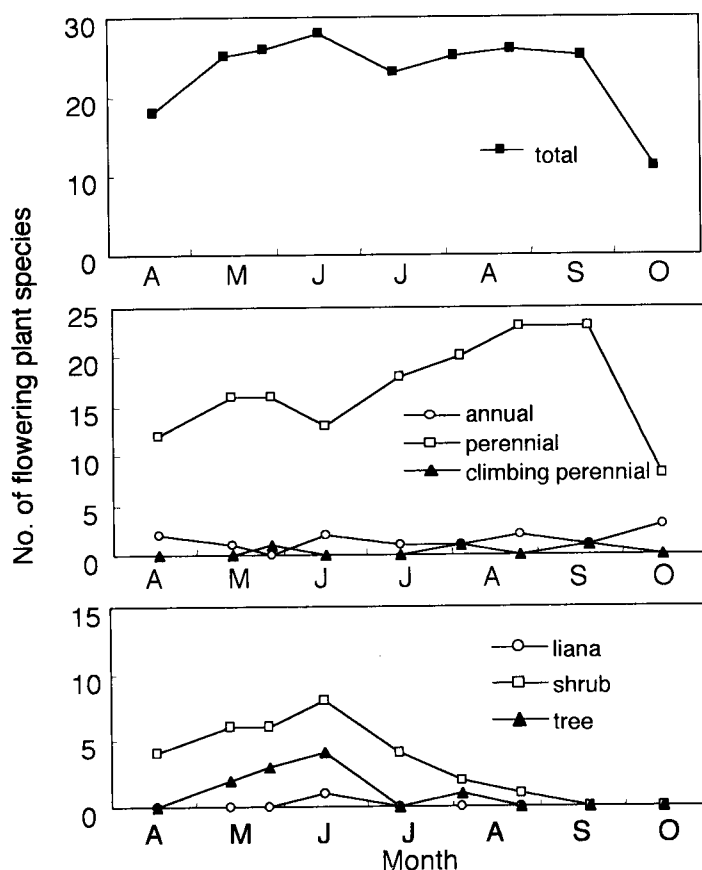 No. of flowering plant species
30
20
10
0
total
A M J J A S O
25
20
15
10
5
0
annual
perennial
climbing perennial
A M J J A S O
15
10
5
0
liana
shrub
tree
A M J J A S O
Month